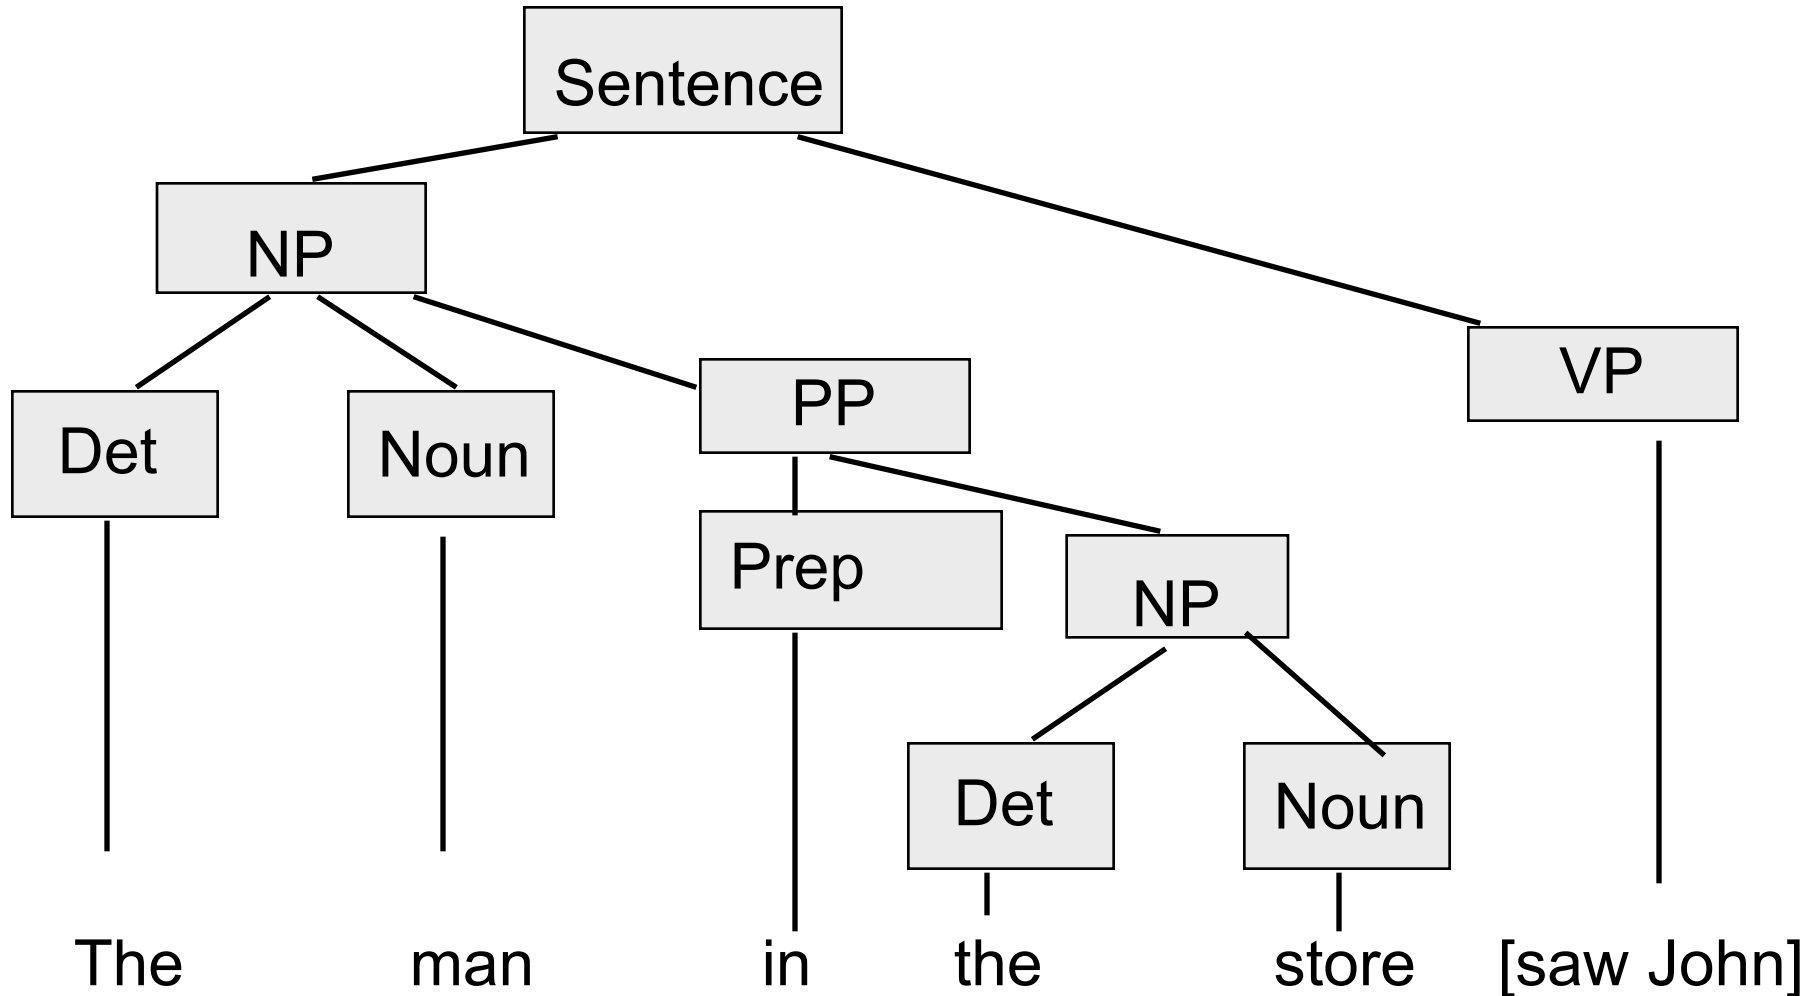 Sentence
NP
VP
PP
Det
Noun
Prep
NP
Det
Noun
The man in the store [saw John]